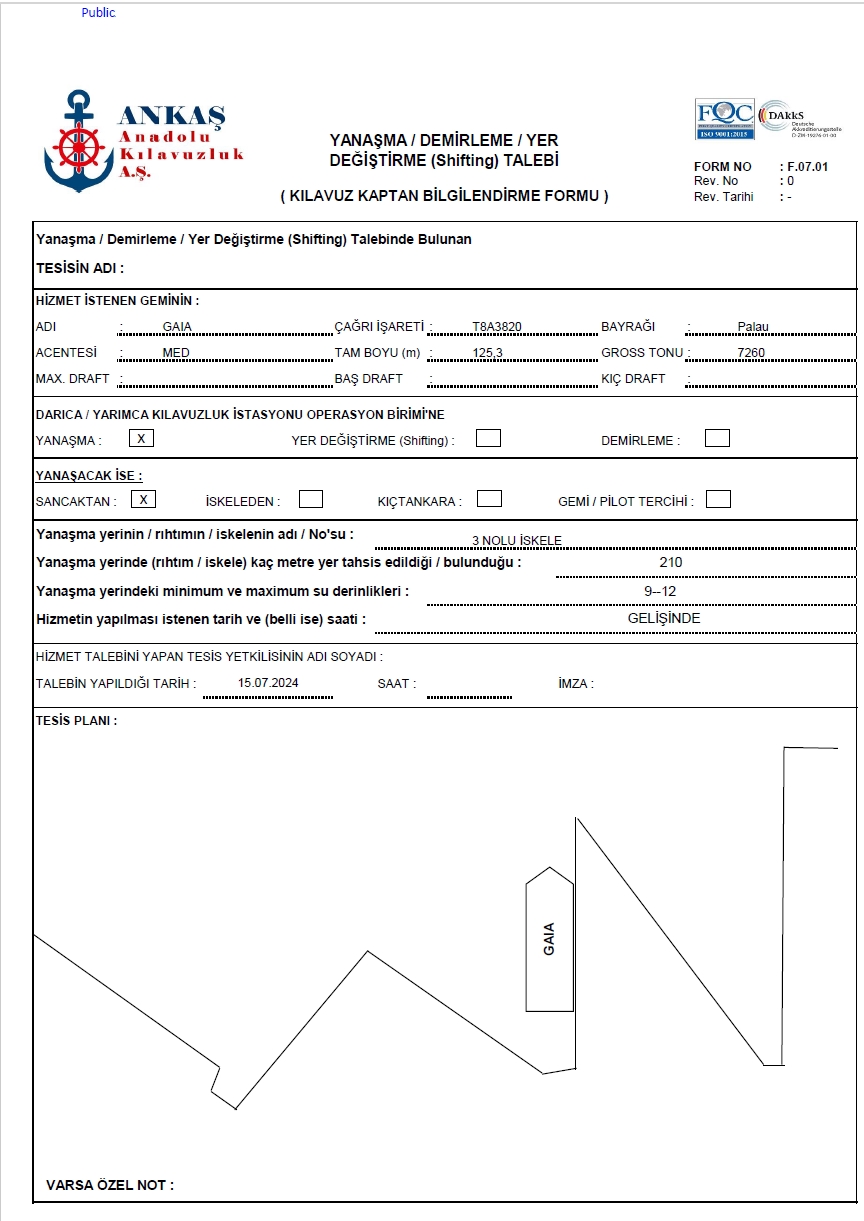 Public
ANKAŞ
Anadolu
Kılavuzluk
A.Ş.
YANAŞMA / DEMİRLEME / YER
DEĞİŞTİRME (Shifting) TALEBİ
( KILAVUZ KAPTAN BİLGİLENDİRME FORMU )
FQC
ISO 9001:2015
DAkkS
Deutsche
Akkreditierungsstelle
FORM NO : F.07.01
Rev. No : 0
Rev. Tarihi : -
Yanaşma / Demirleme / Yer Değiştirme (Shifting) Talebinde Bulunan
TESİSİN ADI :
HİZMET İSTENEN GEMİNİN :
ADI : GAIA ÇAĞRI İŞARETİ : T8A3820 BAYRAĞI : Palau
ACENTESİ : MED TAM BOYU (m) : 125,3 GROSS TONU : 7260
MAX. DRAFT : BAŞ DRAFT : KIÇ DRAFT :
DARICA / YARIMCA KILAVUZLUK İSTASYONU OPERASYON BİRİMİ'NE
YANAŞMA : X YER DEĞİŞTİRME (Shifting) : DEMİRLEME :
YANAŞACAK İSE :
SANCAKTAN : X İSKELEDEN : KIÇTANKARA : GEMİ / PİLOT TERCİHİ :
Yanaşma yerinin / rıhtımın / iskelenin adı / No'su : 3 NOLU İSKELE
Yanaşma yerinde (rıhtım / iskele) kaç metre yer tahsis edildiği / bulunduğu : 210
Yanaşma yerindeki minimum ve maximum su derinlikleri : 9--12
Hizmetin yapılması istenen tarih ve (belli ise) saati : GELİŞİNDE
HİZMET TALEBİNİ YAPAN TESİS YETKİLİSİNİN ADI SOYADI :
TALEBİN YAPILDIĞI TARİH : 15.07.2024 SAAT : İMZA :
TESİS PLANI :
GAIA
VARSA ÖZEL NOT :